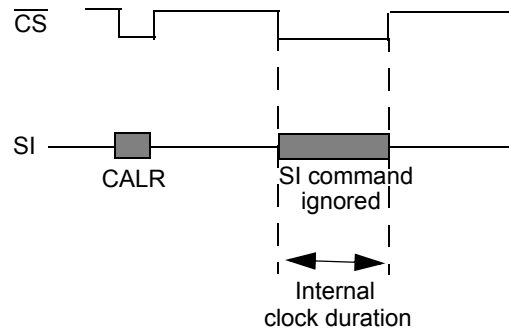 CS
SI
CALR
SI command
ignored
Internal
clock duration